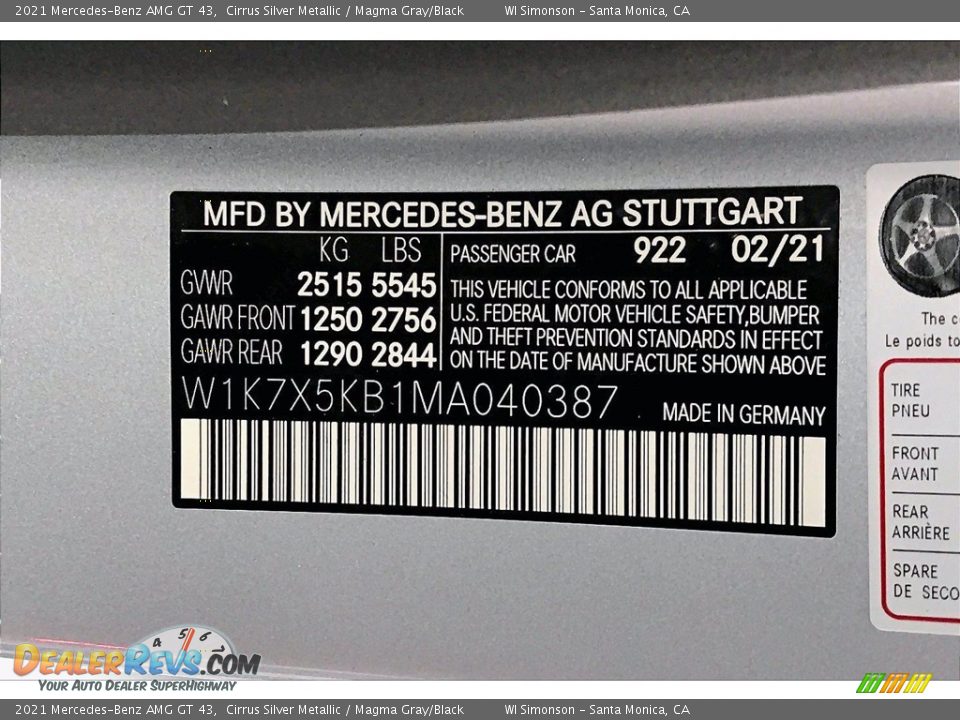 2021 Mercedes-Benz AMG GT 43,  Cirrus Silver Metallic / Magma Gray/Black    WI Simonson - Santa Monica, CA
MFD BY MERCEDES-BENZ AG STUTTGART
KG LBS
GVWR 2515 5545
GAWR FRONT 1250 2756
GAWR REAR 1290 2844
PASSENGER CAR 922 02/21
THIS VEHICLE CONFORMS TO ALL APPLICABLE
U.S. FEDERAL MOTOR VEHICLE SAFETY,BUMPER
AND THEFT PREVENTION STANDARDS IN EFFECT
ON THE DATE OF MANUFACTURE SHOWN ABOVE
W1K7X5KB1MA040387
MADE IN GERMANY
The c
Le poids to
TIRE
PNEU
FRONT
AVANT
REAR
ARRIÈRE
SPARE
DE SECO
4 5 6
DEALERREVS.COM
YOUR AUTO DEALER SUPERHIGHWAY
2021 Mercedes-Benz AMG GT 43,  Cirrus Silver Metallic / Magma Gray/Black    WI Simonson - Santa Monica, CA